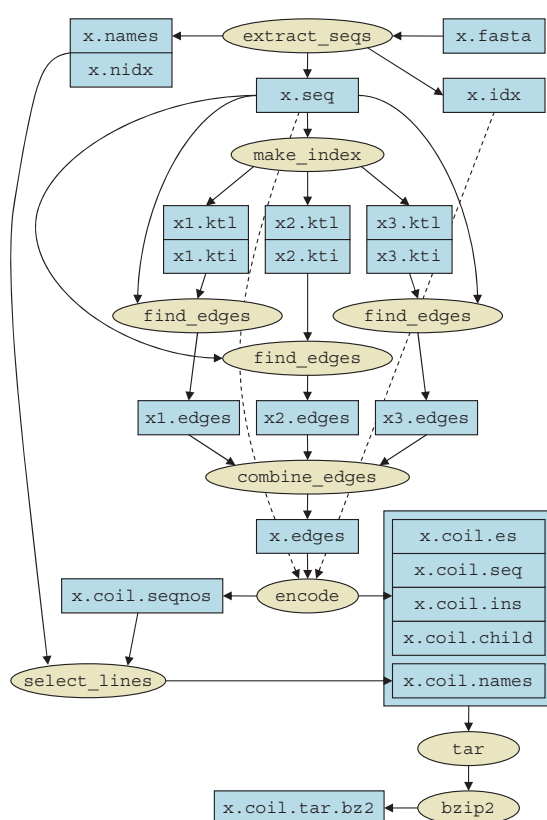 x.names
extract_seqs
x.fasta
x.nidx
x.seq
x.idx
make_index
x1.ktl
x2.ktl
x3.ktl
x1.kti
x2.kti
x3.kti
find_edges
find_edges
find_edges
x1.edges
x2.edges
x3.edges
combine_edges
x.edges
x.coil.es
x.coil.seq
x.coil.seqnos
encode
x.coil.ins
x.coil.child
select_lines
x.coil.names
tar
x.coil.tar.bz2
bzip2